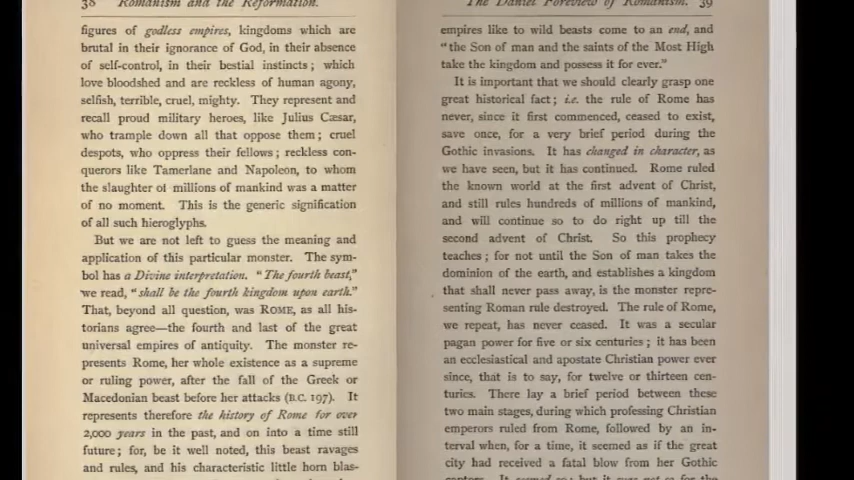 38 Romanism and the Reformation.
figures of godless empires, kingdoms which are
brutal in their ignorance of God, in their absence
of self-control, in their bestial instincts; which
love bloodshed and are reckless of human agony,
selfish, terrible, cruel, mighty. They represent and
recall proud military heroes, like Julius Cæsar,
who trample down all that oppose them; cruel
despots, who oppress their fellows; reckless con-
querors like Tamerlane and Napoleon, to whom
the slaughter of millions of mankind was a matter
of no moment. This is the generic signification
of all such hieroglyphs.
But we are not left to guess the meaning and
application of this particular monster. The sym-
bol has a Divine interpretation. "The fourth beast,"
we read, "shall be the fourth kingdom upon earth."
That, beyond all question, was ROME, as all his-
torians agree—the fourth and last of the great
universal empires of antiquity. The monster re-
presents Rome, her whole existence as a supreme
or ruling power, after the fall of the Greek or
Macedonian beast before her attacks (B.C. 197). It
represents therefore the history of Rome for over
2,000 years in the past, and on into a time still
future; for, be it well noted, this beast ravages
and rules, and his characteristic little horn blas-
The Daniel Foreview of Romanism. 39
empires like to wild beasts come to an end, and
"the Son of man and the saints of the Most High
take the kingdom and possess it for ever."
It is important that we should clearly grasp one
great historical fact; i.e. the rule of Rome has
never, since it first commenced, ceased to exist,
save once, for a very brief period during the
Gothic invasions. It has changed in character, as
we have seen, but it has continued. Rome ruled
the known world at the first advent of Christ,
and still rules hundreds of millions of mankind,
and will continue so to do right up till the
second advent of Christ. So this prophecy
teaches; for not until the Son of man takes the
dominion of the earth, and establishes a kingdom
that shall never pass away, is the monster repre-
senting Roman rule destroyed. The rule of Rome,
we repeat, has never ceased. It was a secular
pagan power for five or six centuries; it has been
an ecclesiastical and apostate Christian power ever
since, that is to say, for twelve or thirteen cen-
turies. There lay a brief period between these
two main stages, during which professing Christian
emperors ruled from Rome, followed by an in-
terval when, for a time, it seemed as if the great
city had received a fatal blow from her Gothic